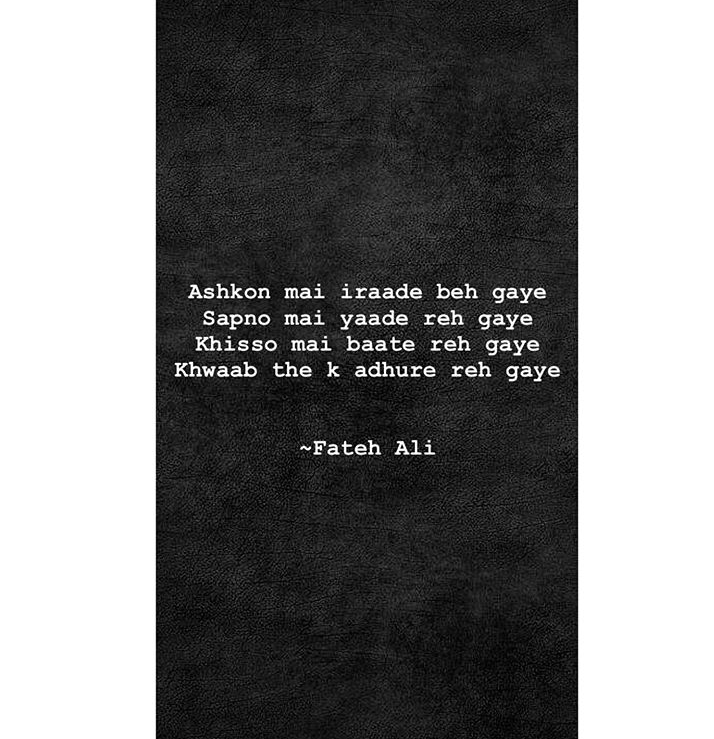 Ashkon mai iraade beh gaye
Sapno mai yaade reh gaye
Khisso mai baate reh gaye
Khwaab the k adhure reh gaye
~Fateh Ali